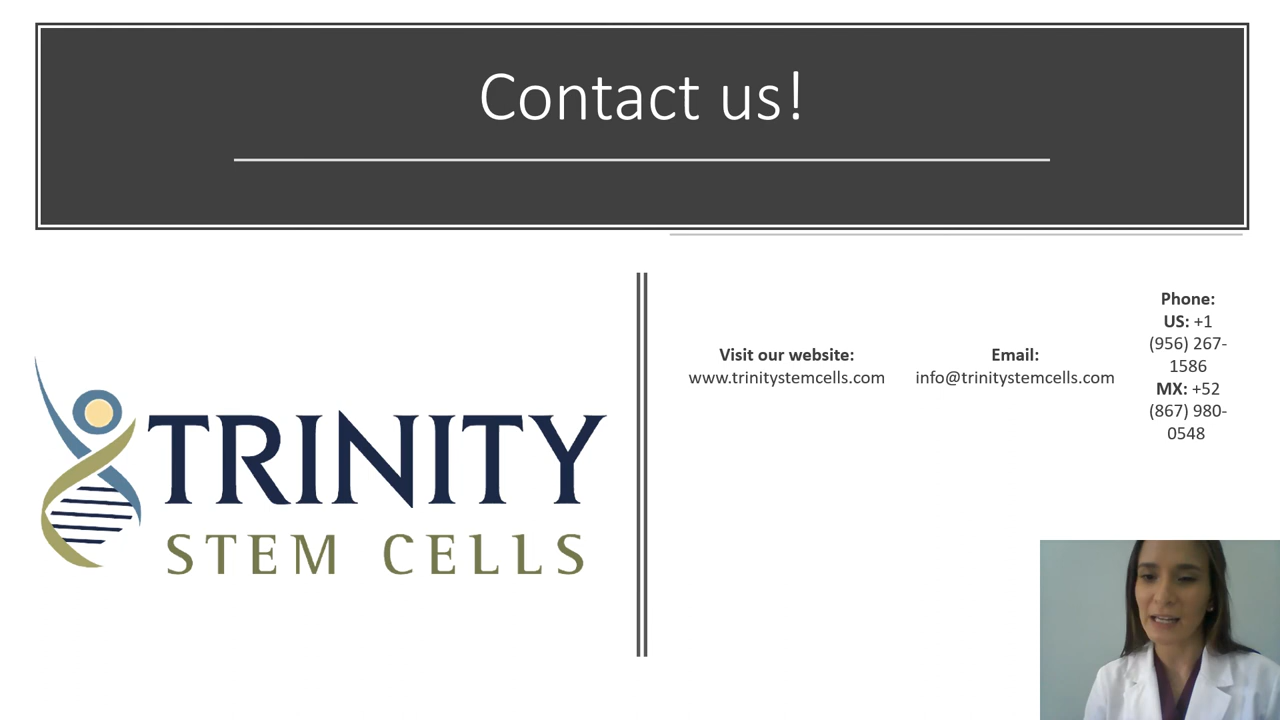 Contact us!
TRINITY
STEM CELLS
Visit our website:
www.trinitystemcells.com
Email:
info@trinitystemcells.com
Phone:
US: +1
(956) 267-
1586
MX: +52
(867) 980-
0548